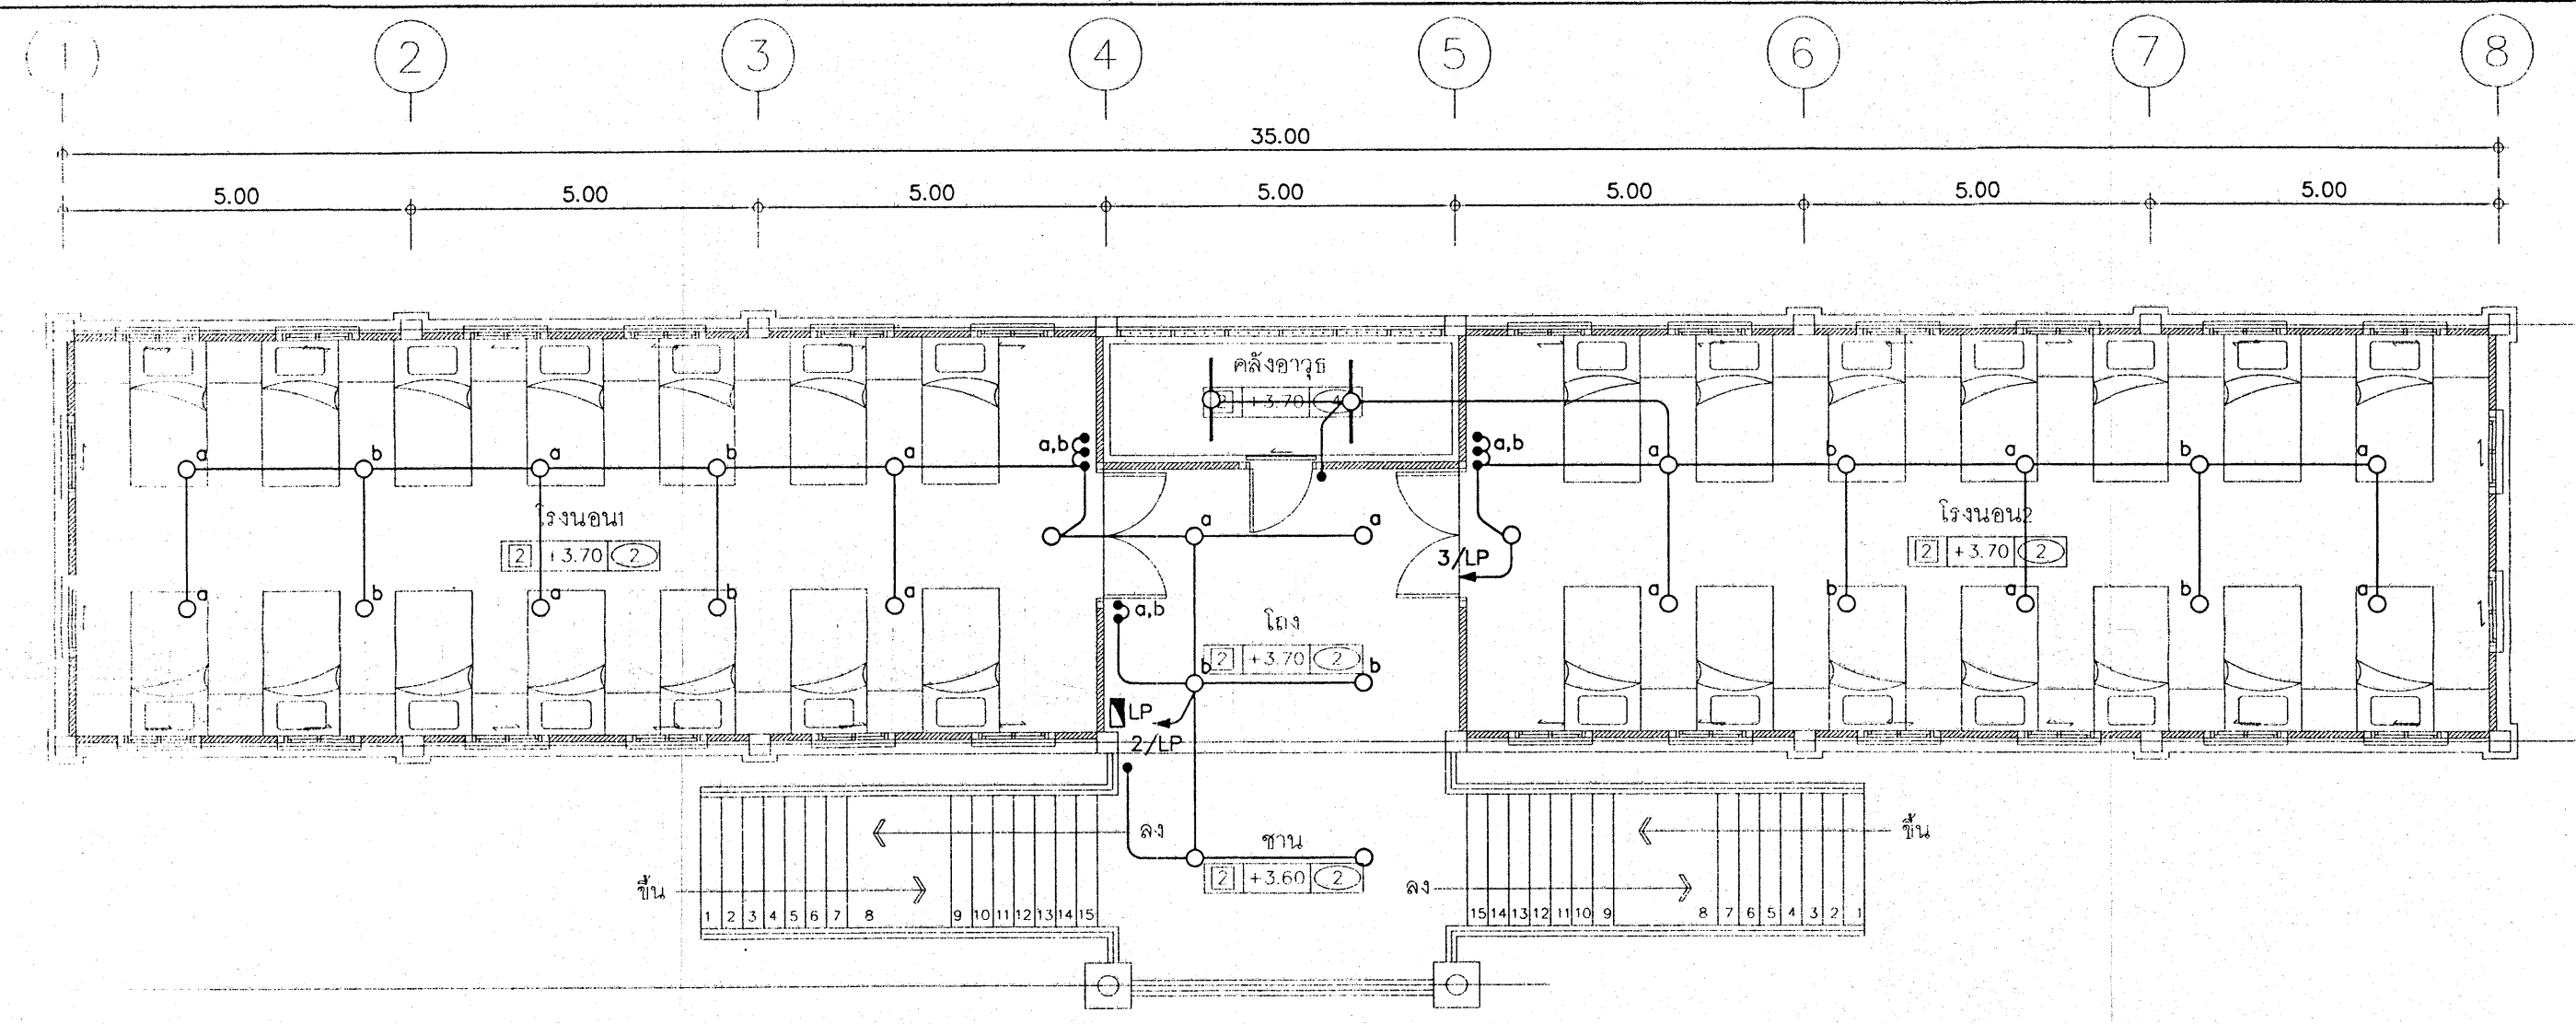 1 2 3 4 5 6 7 8
35.00
5.00 5.00 5.00 5.00 5.00 5.00 5.00
คลังอาวุธ
2 +3.70 4
a b a b a a,b
a,b a b a b a
โรงนอน1
2 +3.70 2
a a
โรงนอน2
2 +3.70 2
3/LP
a b a b a
a,b
โถง
2 +3.70 2
a b a b a
b b
LP
2/LP
ลง
ชาน
2 +3.60 2
ขึ้น
ขึ้น
ลง
1 2 3 4 5 6 7 8 9 10 11 12 13 14 15
15 14 13 12 11 10 9 8 7 6 5 4 3 2 1